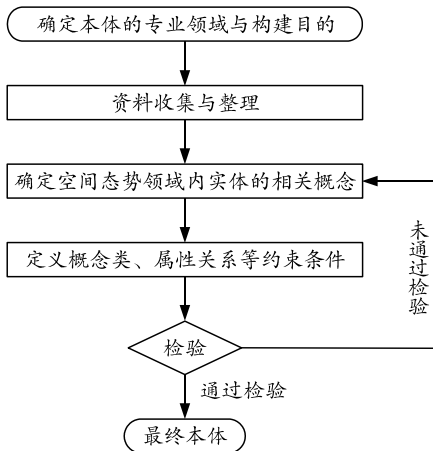 确定本体的专业领域与构建目的
资料收集与整理
确定空间态势领域内实体的相关概念
定义概念类、属性关系等约束条件
未通过检验
检验
通过检验
最终本体